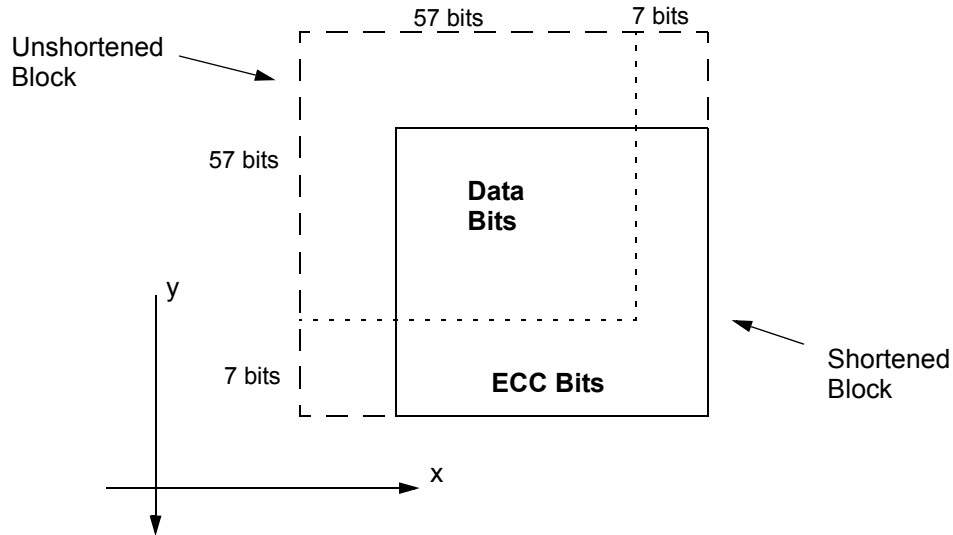 57 bits
7 bits
Unshortened
Block
57 bits
Data
Bits
y
7 bits
ECC Bits
Shortened
Block
x